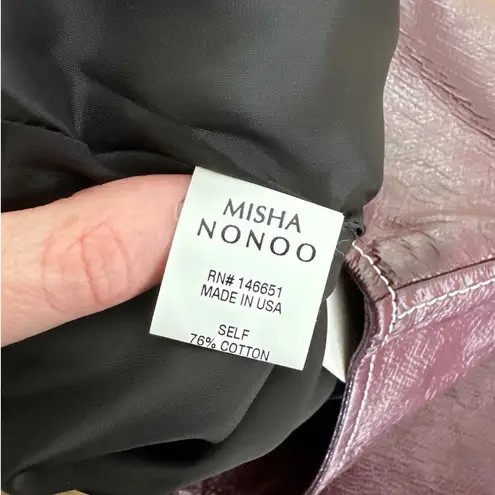 MISHA
NONOO
RN# 146651
MADE IN USA
SELF
76% COTTON